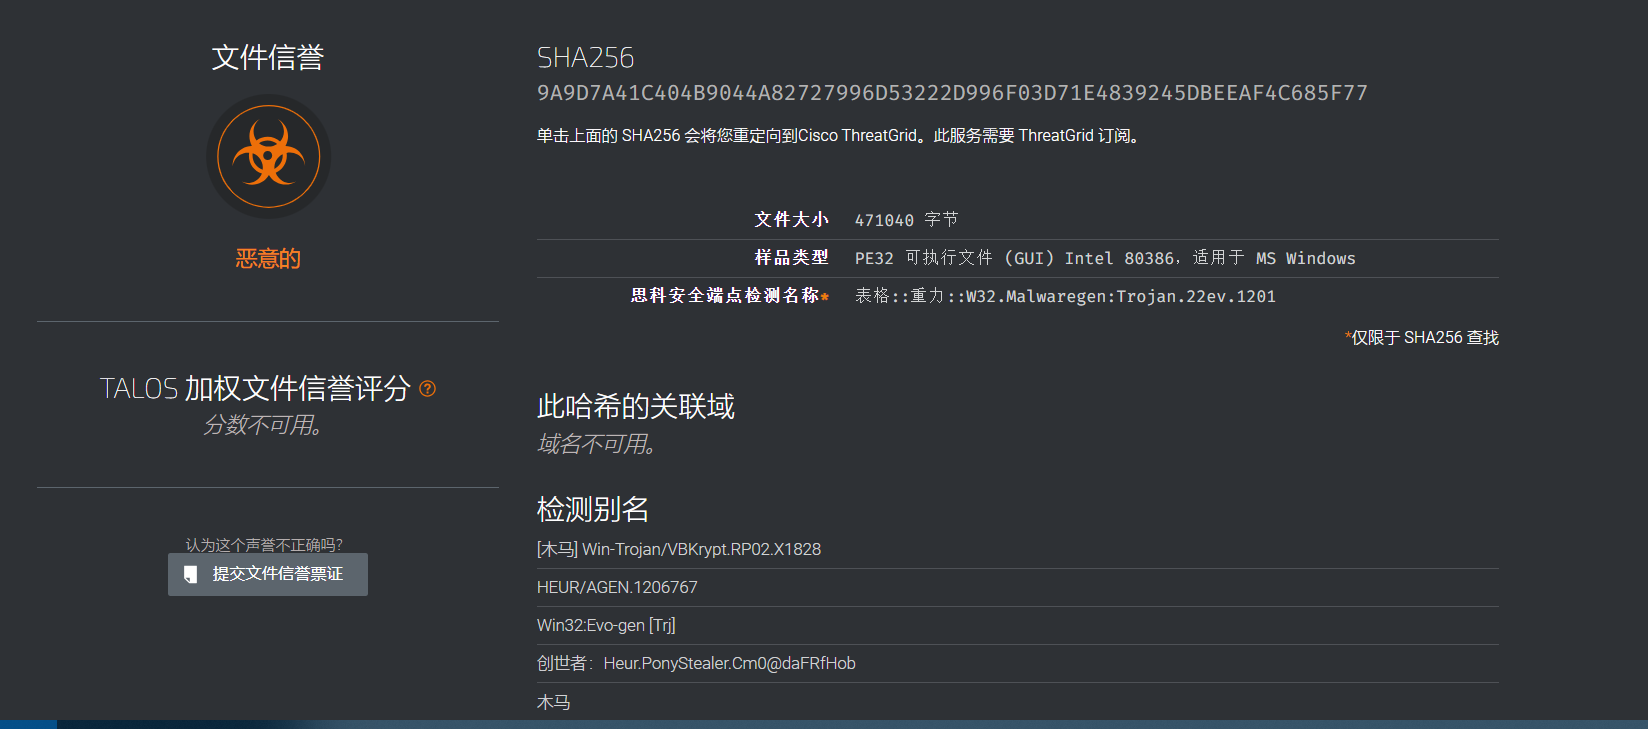 文件信誉
恶意的
TALOS 加权文件信誉评分 ?
分数不可用。
认为这个声誉不正确吗?
提交文件信誉票证
SHA256
9A9D7A41C404B9044A82727996D53222D996F03D71E4839245DBEEAF4C685F77
单击上面的 SHA256 会将您重定向到Cisco ThreatGrid。此服务需要 ThreatGrid 订阅。
文件大小 471040 字节
样品类型 PE32 可执行文件 (GUI) Intel 80386，适用于 MS Windows
思科安全端点检测名称* 表格::重力::W32.Malwaregen:Trojan.22ev.1201
*仅限于 SHA256 查找
此哈希的关联域
域名不可用。
检测别名
[木马] Win-Trojan/VBKrypt.RP02.X1828
HEUR/AGEN.1206767
Win32:Evo-gen [Trj]
创世者：Heur.PonyStealer.Cm0@daFRfHob
木马